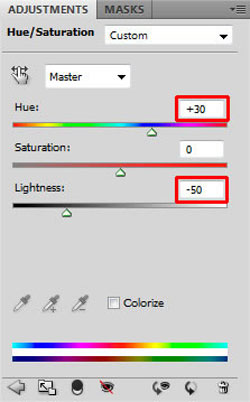 ADJUSTMENTS MASKS
Hue/Saturation Custom
Master
Hue: +30
Saturation: 0
Lightness: -50
Colorize